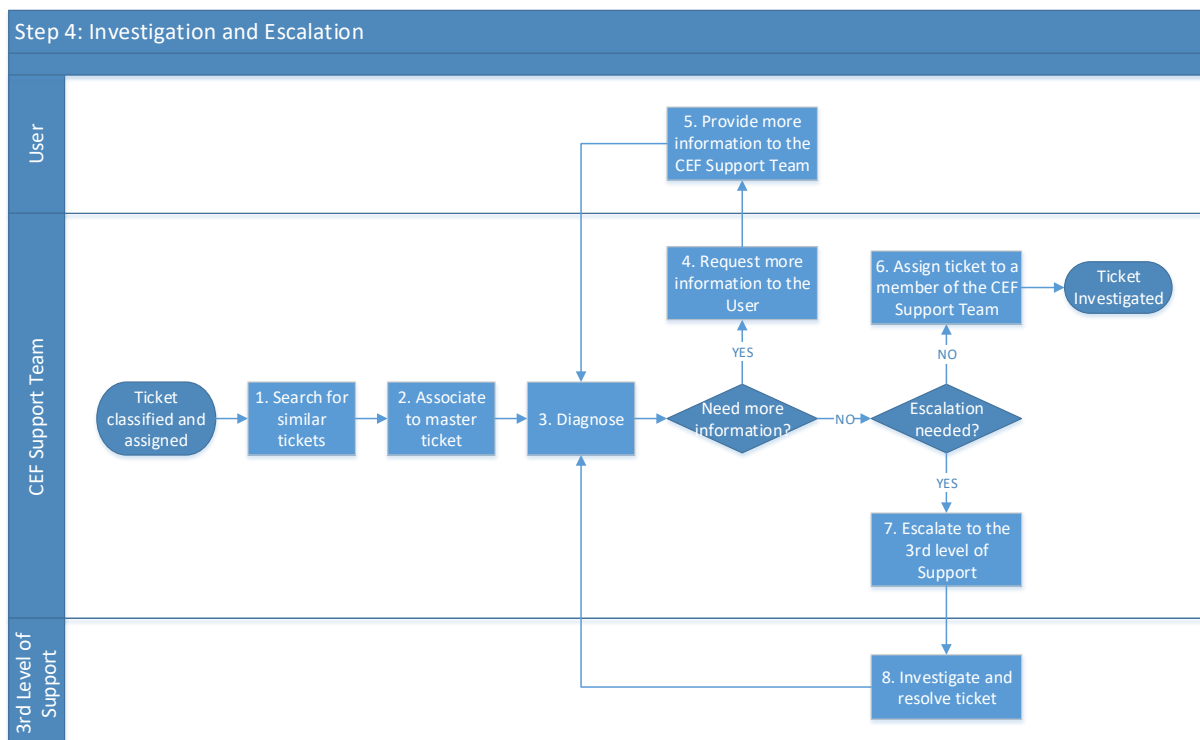 Step 4: Investigation and Escalation
User
5. Provide more
information to the
CEF Support Team
CEF Support Team
4. Request more
information to the
User
6. Assign ticket to a
member of the CEF
Support Team
Ticket
Investigated
YES
NO
Ticket
classified and
assigned
1. Search for
similar
tickets
2. Associate
to master
ticket
3. Diagnose
Need more
information?
NO
Escalation
needed?
YES
7. Escalate to the
3rd level of
Support
3rd Level of
Support
8. Investigate and
resolve ticket